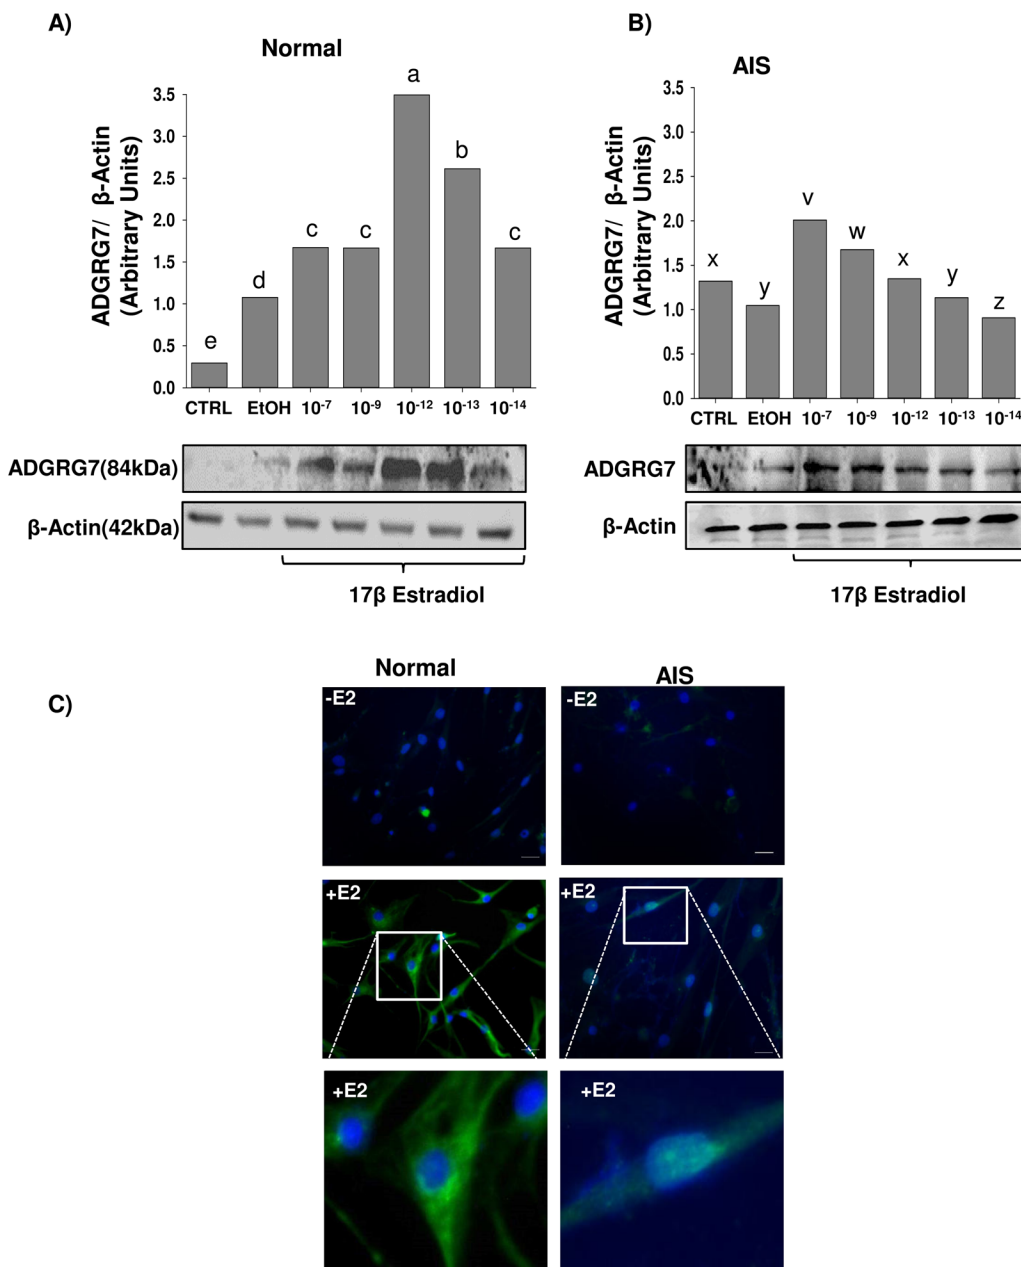 A)
Normal
ADGRG7/ β-Actin
(Arbitrary Units)
3.5
3.0
2.5
2.0
1.5
1.0
0.5
0.0
e
d
c
c
a
b
c
CTRL EtOH 10⁻⁷ 10⁻⁹ 10⁻¹² 10⁻¹³ 10⁻¹⁴
ADGRG7(84kDa)
β-Actin(42kDa)
17β Estradiol
B)
AIS
ADGRG7/ β-Actin
(Arbitrary Units)
3.5
3.0
2.5
2.0
1.5
1.0
0.5
0.0
x
y
v
w
x
y
z
CTRL EtOH 10⁻⁷ 10⁻⁹ 10⁻¹² 10⁻¹³ 10⁻¹⁴
ADGRG7
β-Actin
17β Estradiol
C)
Normal
AIS
-E2
-E2
+E2
+E2
+E2
+E2